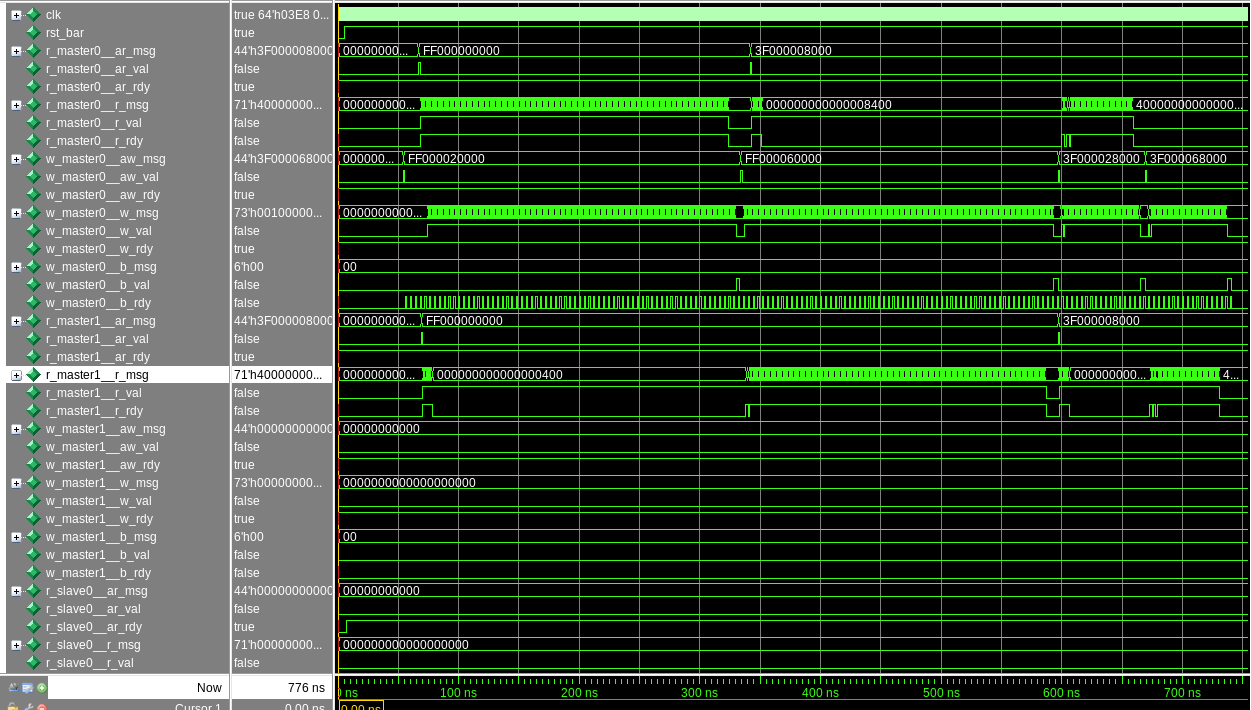 clk true 64'h03E8 0...
rst_bar true
r_master0__ar_msg 44'h3F000008000 00000000... FF000000000 3F000008000
r_master0__ar_val false
r_master0__ar_rdy true
r_master0__r_msg 71'h40000000... 000000000... 000000000000008400 40000000000000...
r_master0__r_val false
r_master0__r_rdy false
w_master0__aw_msg 44'h3F000068000 000000... FF000020000 FF000060000 3F000028000 3F000068000
w_master0__aw_val false
w_master0__aw_rdy true
w_master0__w_msg 73'h00100000... 0000000000...
w_master0__w_val false
w_master0__w_rdy true
w_master0__b_msg 6'h00 00
w_master0__b_val false
w_master0__b_rdy false
r_master1__ar_msg 44'h3F000008000 000000000... FF000000000 3F000008000
r_master1__ar_val false
r_master1__ar_rdy true
r_master1__r_msg 71'h40000000... 000000000... 000000000000000400 000000000... 4...
r_master1__r_val false
r_master1__r_rdy false
w_master1__aw_msg 44'h00000000000 00000000000
w_master1__aw_val false
w_master1__aw_rdy true
w_master1__w_msg 73'h00000000... 0000000000000000000
w_master1__w_val false
w_master1__w_rdy true
w_master1__b_msg 6'h00 00
w_master1__b_val false
w_master1__b_rdy false
r_slave0__ar_msg 44'h00000000000 00000000000
r_slave0__ar_val false
r_slave0__ar_rdy true
r_slave0__r_msg 71'h00000000... 000000000000000000
r_slave0__r_val false
Now 776 ns ns 100 ns 200 ns 300 ns 400 ns 500 ns 600 ns 700 ns
Cursor 1 0.00 ns 0.00 ns